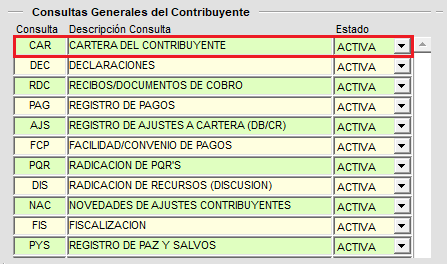 Consultas Generales del Contribuyente
Consulta Descripción Consulta Estado
CAR CARTERA DEL CONTRIBUYENTE ACTIVA
DEC DECLARACIONES ACTIVA
RDC RECIBOS/DOCUMENTOS DE COBRO ACTIVA
PAG REGISTRO DE PAGOS ACTIVA
AJS REGISTRO DE AJUSTES A CARTERA (DB/CR) ACTIVA
FCP FACILIDAD/CONVENIO DE PAGOS ACTIVA
PQR RADICACION DE PQR'S ACTIVA
DIS RADICACION DE RECURSOS (DISCUSION) ACTIVA
NAC NOVEDADES DE AJUSTES CONTRIBUYENTES ACTIVA
FIS FISCALIZACION ACTIVA
PYS REGISTRO DE PAZ Y SALVOS ACTIVA